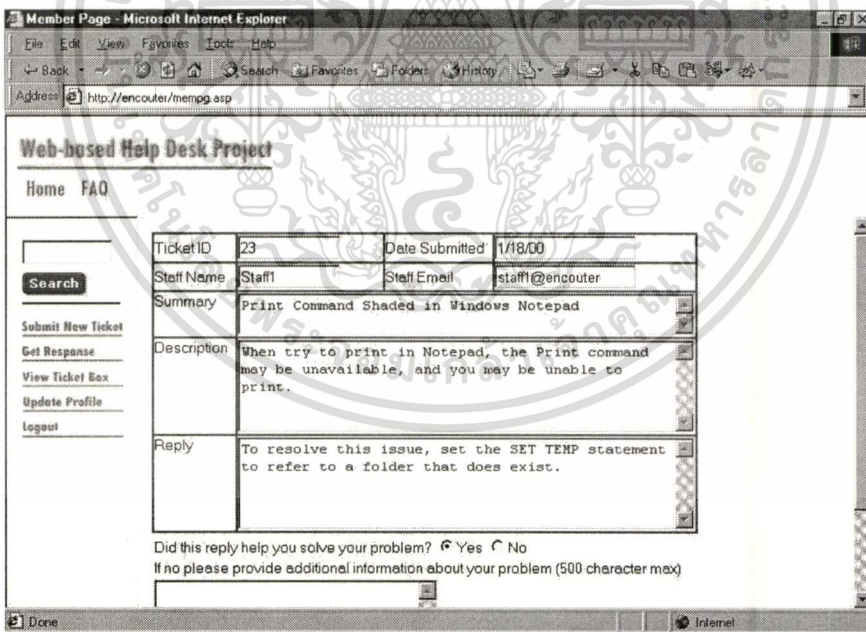 Member Page - Microsoft Internet Explorer
File Edit View Favorites Tools Help
Back Search Favorites Folders History
Address http://encouter/mempg.asp
Web-based Help Desk Project
Home FAQ
Search
Submit New Ticket
Get Response
View Ticket Box
Update Profile
Logout
TicketID 23 Date Submitted 1/18/00
Staff Name Staff1 Staff Email staff1@encouter
Summary Print Command Shaded in Windows Notepad
Description When try to print in Notepad, the Print command
may be unavailable, and you may be unable to
print.
Reply To resolve this issue, set the SET TEMP statement
to refer to a folder that does exist.
Did this reply help you solve your problem? Yes No
If no please provide additional information about your problem (500 character max)
Done Internet